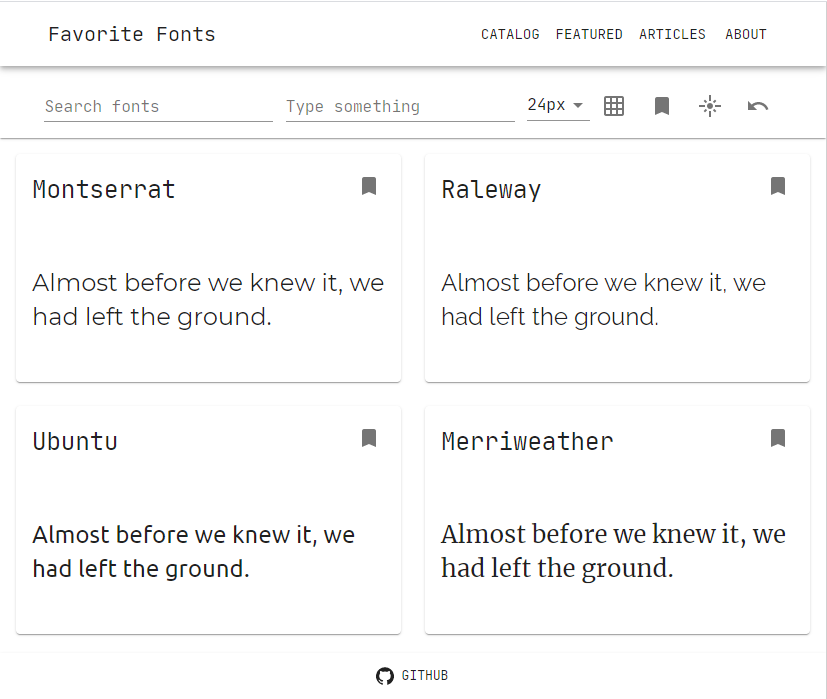 Favorite Fonts
CATALOG FEATURED ARTICLES ABOUT
Search fonts
Type something
24px
Montserrat
Almost before we knew it, we
had left the ground.
Raleway
Almost before we knew it, we
had left the ground.
Ubuntu
Almost before we knew it, we
had left the ground.
Merriweather
Almost before we knew it, we
had left the ground.
GITHUB